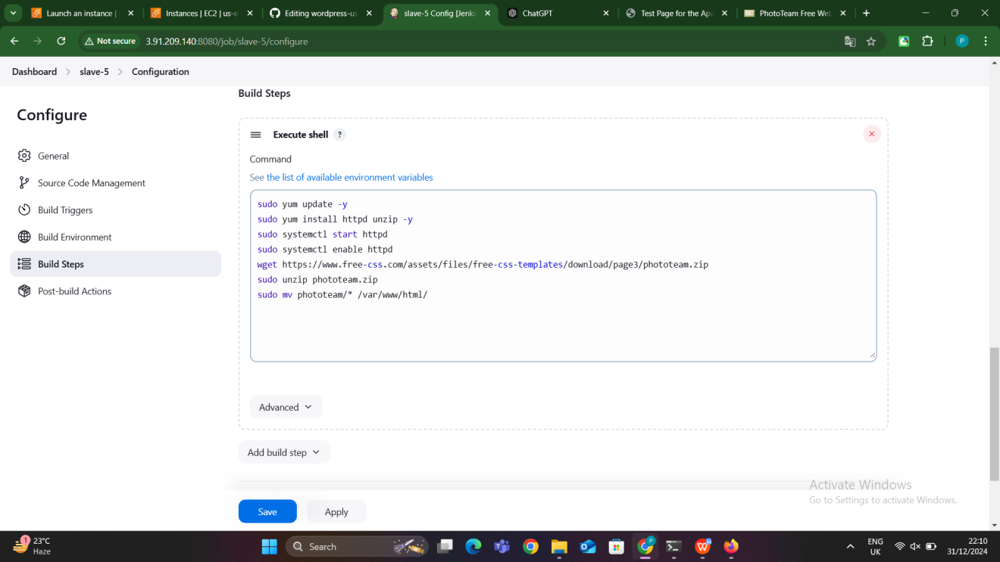 Launch an instance |
Instances | EC2 | us-e
Editing wordpress-us
slave-5 Config [Jenki
ChatGPT
Test Page for the Apa
PhotoTeam Free Web
Not secure
3.91.209.140:8080/job/slave-5/configure
P
Dashboard > slave-5 > Configuration
Configure
General
Source Code Management
Build Triggers
Build Environment
Build Steps
Post-build Actions
Build Steps
Execute shell ?
Command
See the list of available environment variables
sudo yum update -y
sudo yum install httpd unzip -y
sudo systemctl start httpd
sudo systemctl enable httpd
wget https://www.free-css.com/assets/files/free-css-templates/download/page3/phototeam.zip
sudo unzip phototeam.zip
sudo mv phototeam/* /var/www/html/
Advanced
Add build step
Save
Apply
Activate Windows
Go to Settings to activate Windows.
1
23°C
Haze
Search
P
ENG
UK
22:10
31/12/2024